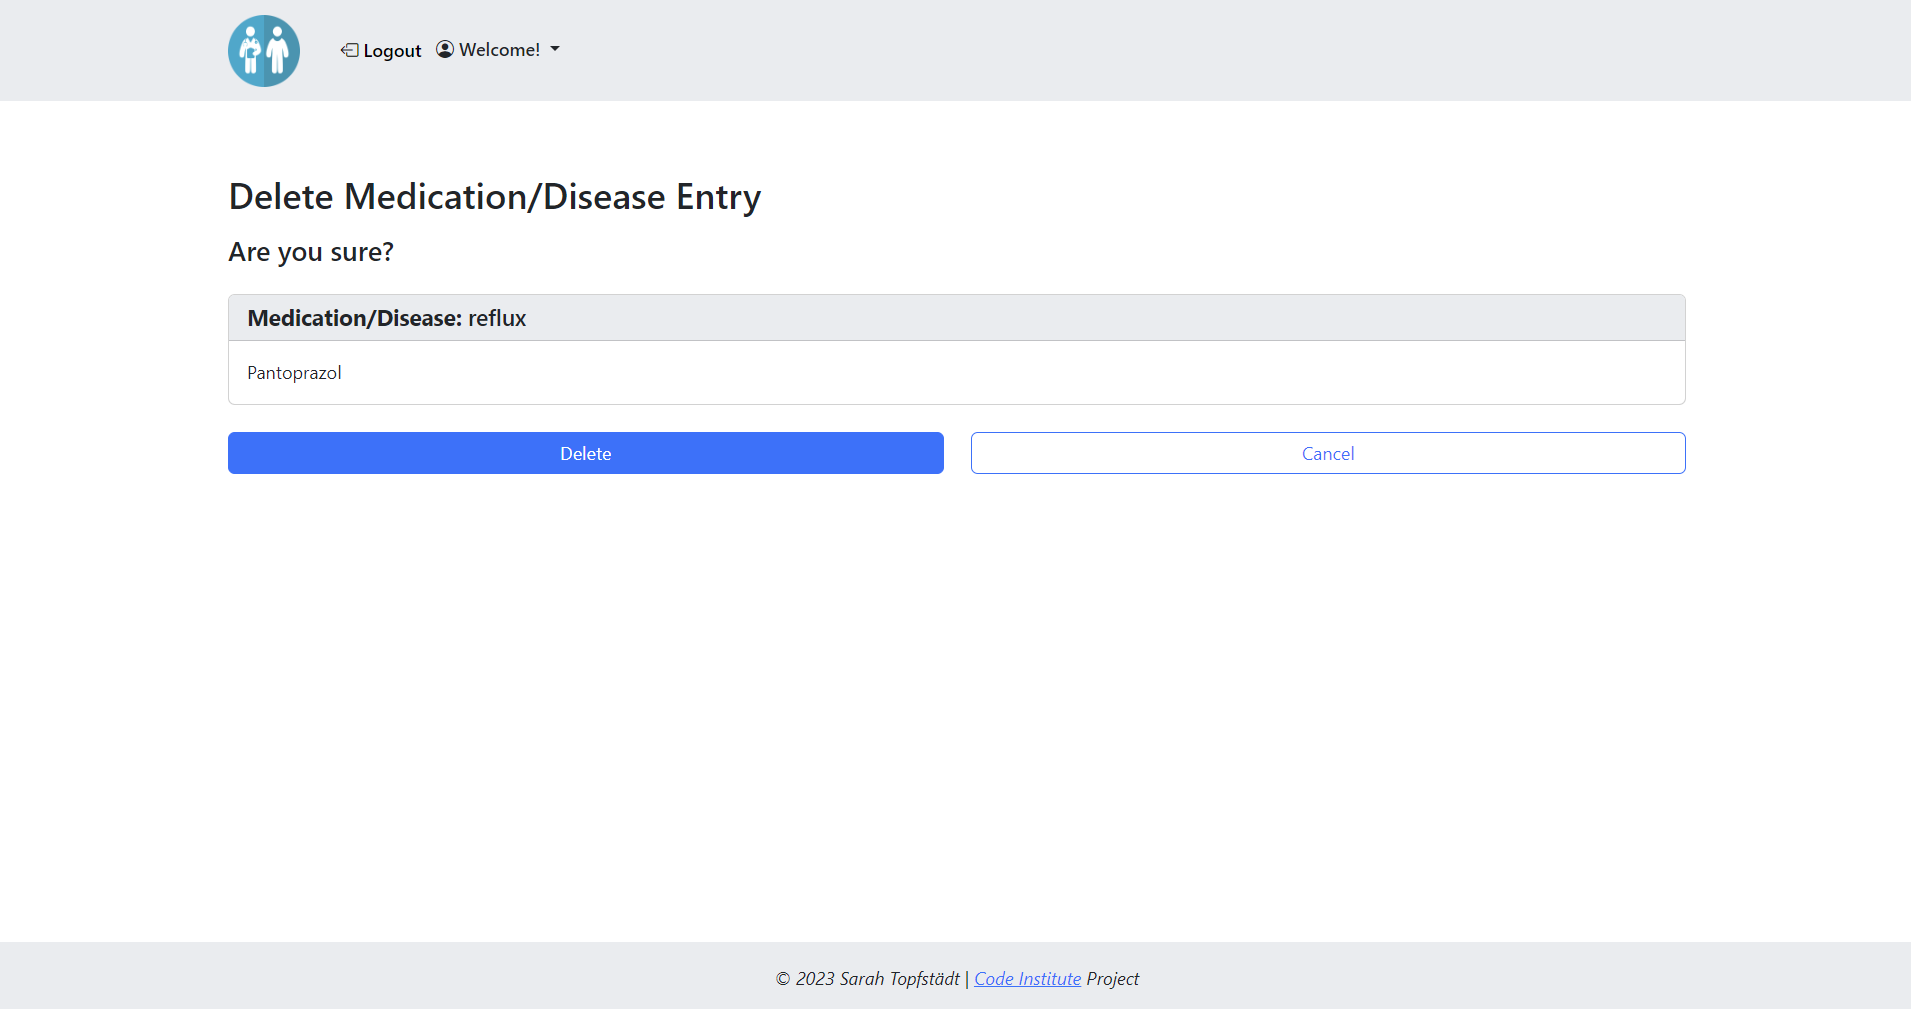 Logout Welcome!
Delete Medication/Disease Entry
Are you sure?
Medication/Disease: reflux
Pantoprazol
Delete Cancel
© 2023 Sarah Topfstädt | Code Institute Project